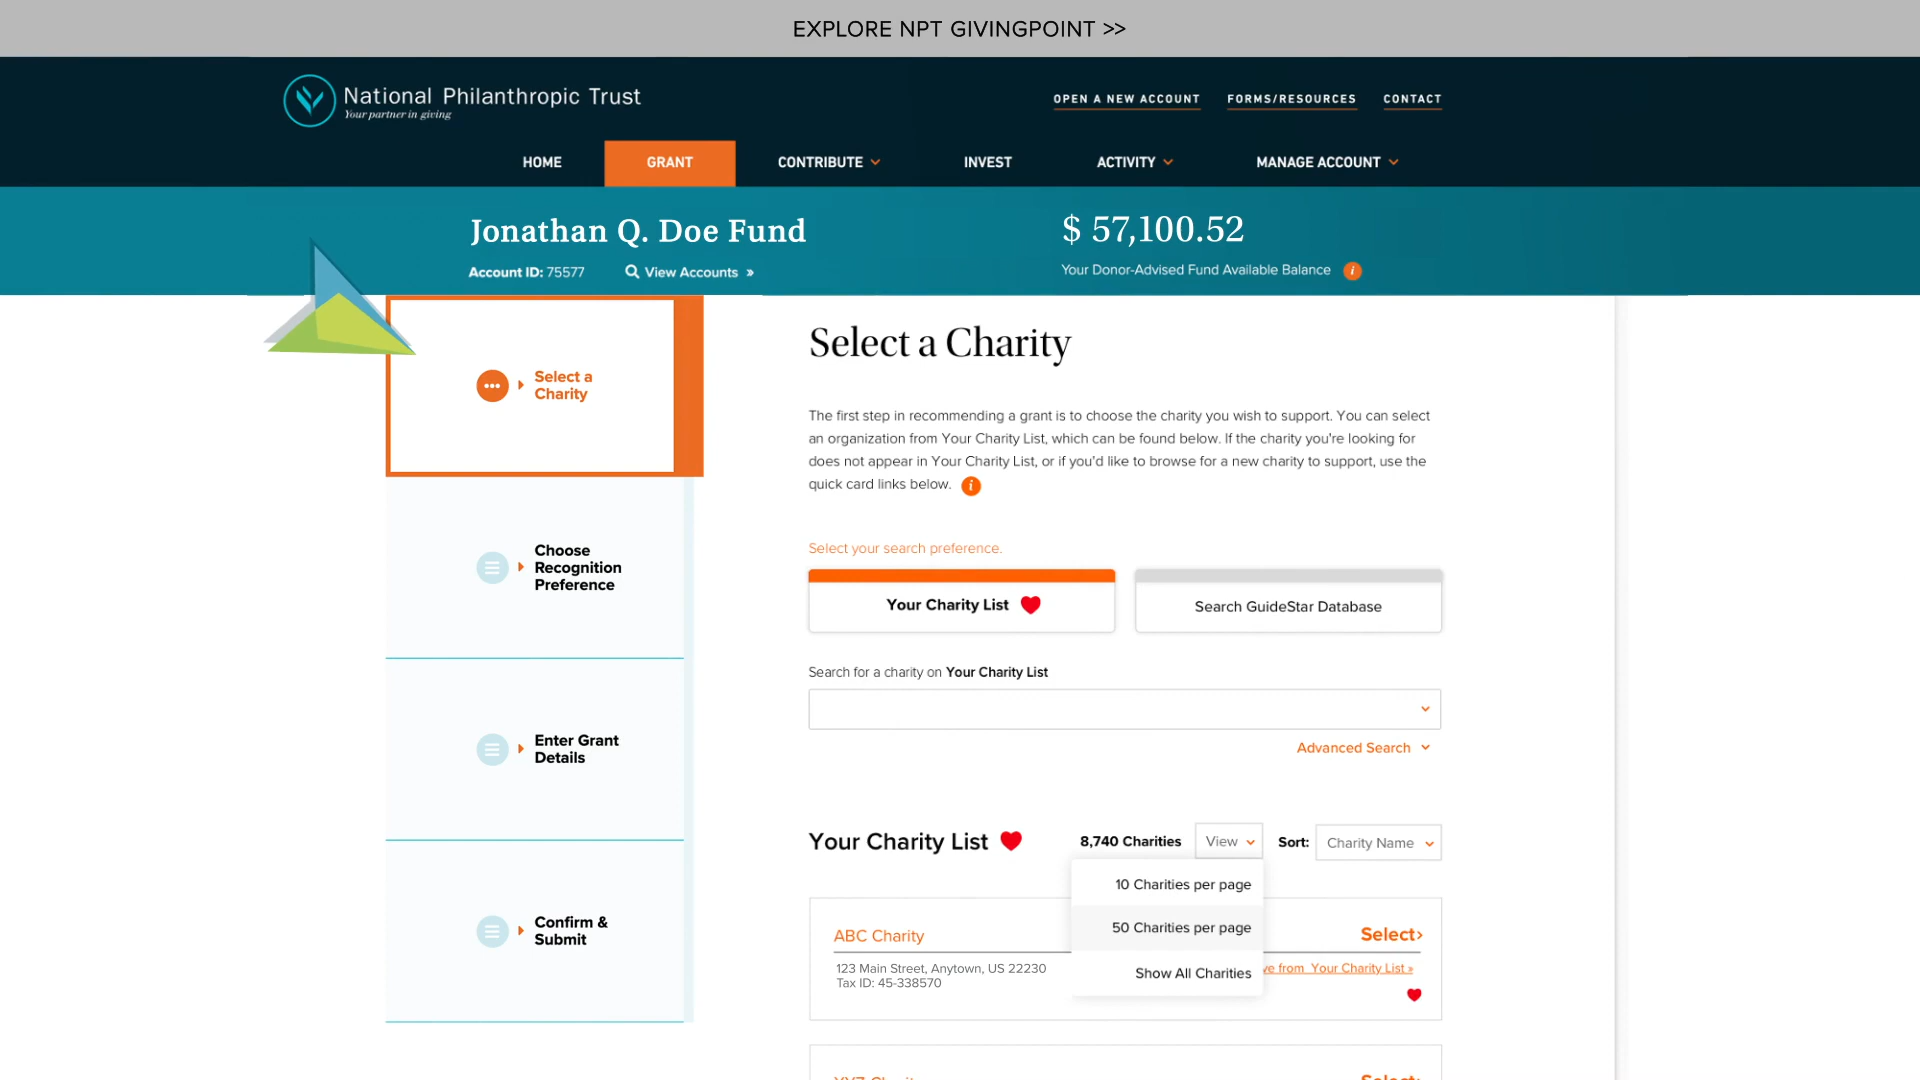 EXPLORE NPT GIVINGPOINT >>
National Philanthropic Trust
Your partner in giving
OPEN A NEW ACCOUNT
FORMS/RESOURCES
CONTACT
HOME
GRANT
CONTRIBUTE
INVEST
ACTIVITY
MANAGE ACCOUNT
Jonathan Q. Doe Fund
$ 57,100.52
Account ID: 75577
View Accounts »
Your Donor-Advised Fund Available Balance
Select a
Charity
Choose
Recognition
Preference
Enter Grant
Details
Confirm &
Submit
Select a Charity
The first step in recommending a grant is to choose the charity you wish to support. You can select
an organization from Your Charity List, which can be found below. If the charity you're looking for
does not appear in Your Charity List, or if you'd like to browse for a new charity to support, use the
quick card links below.
Select your search preference.
Your Charity List
Search GuideStar Database
Search for a charity on Your Charity List
Advanced Search
Your Charity List
8,740 Charities
View
Sort:
Charity Name
10 Charities per page
50 Charities per page
Show All Charities
ABC Charity
Select›
123 Main Street, Anytown, US 22230
from Your Charity List »
Tax ID: 45-338570